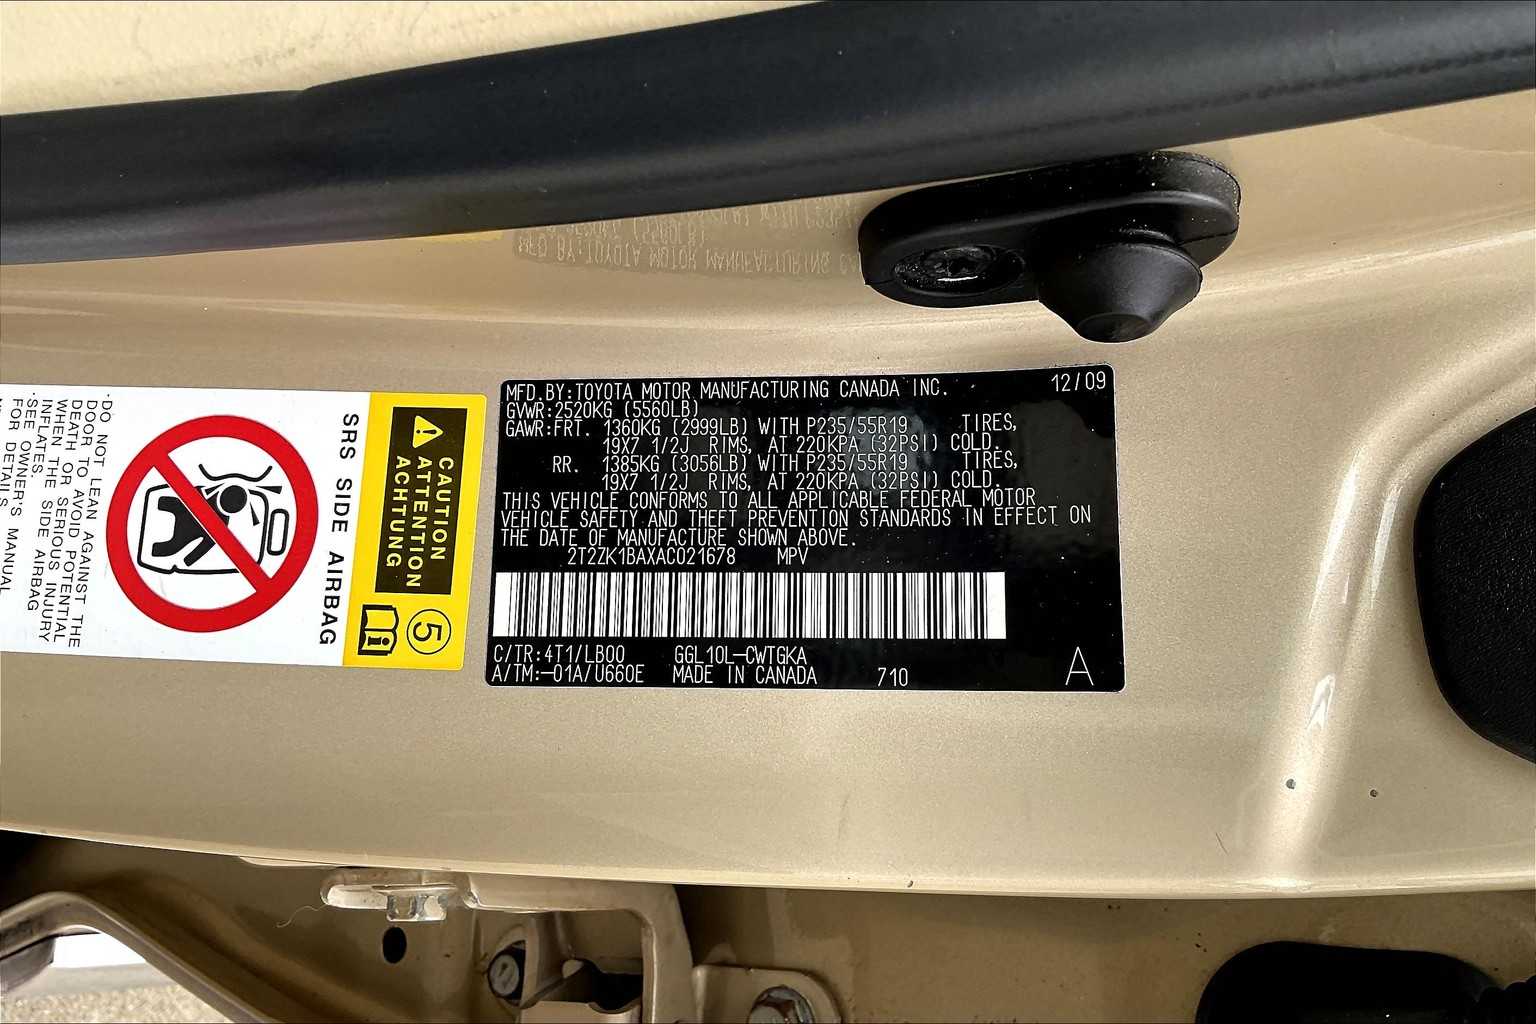 MFD.BY:TOYOTA MOTOR MANUFACTURING CANADA INC. 12/09
GVWR:2520KG (5560LB)
GAWR:FRT. 1360KG (2999LB) WITH P235/55R19 TIRES,
19X7 1/2J RIMS, AT 220KPA (32PSI) COLD.
RR. 1385KG (3056LB) WITH P235/55R19 TIRES,
19X7 1/2J RIMS, AT 220KPA (32PSI) COLD.
THIS VEHICLE CONFORMS TO ALL APPLICABLE FEDERAL MOTOR
VEHICLE SAFETY AND THEFT PREVENTION STANDARDS IN EFFECT ON
THE DATE OF MANUFACTURE SHOWN ABOVE.
2T2ZK1BAXAC021678 MPV
C/TR:4T1/LB00 GGL10L-CWTGKA
A/TM:-01A/U660E MADE IN CANADA 710 A
CAUTION
ATTENTION
ACHTUNG
5
SRS SIDE AIRBAG
·DO NOT LEAN AGAINST THE
DOOR TO AVOID POTENTIAL
DEATH OR SERIOUS INJURY
WHEN THE SIDE AIRBAG
INFLATES.
·SEE OWNER'S MANUAL
FOR DETAILS.